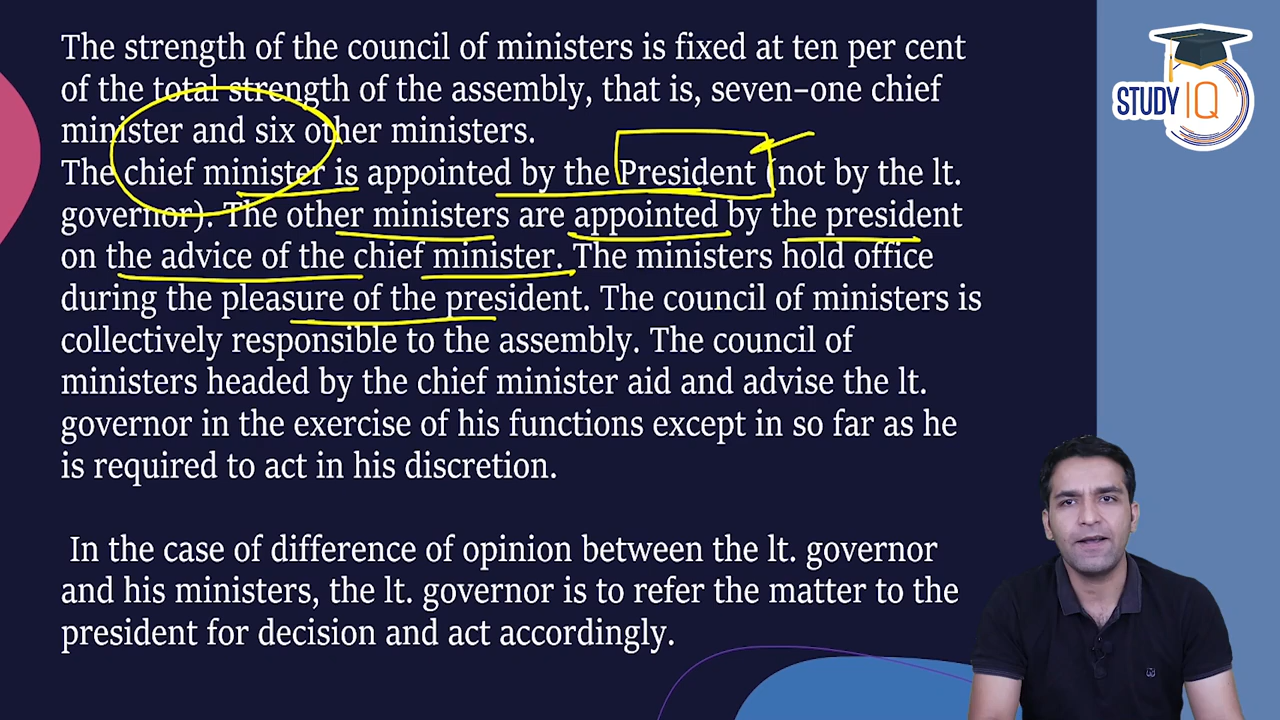 The strength of the council of ministers is fixed at ten per cent
of the total strength of the assembly, that is, seven–one chief
minister and six other ministers.
The chief minister is appointed by the President (not by the lt.
governor). The other ministers are appointed by the president
on the advice of the chief minister. The ministers hold office
during the pleasure of the president. The council of ministers is
collectively responsible to the assembly. The council of
ministers headed by the chief minister aid and advise the lt.
governor in the exercise of his functions except in so far as he
is required to act in his discretion.
In the case of difference of opinion between the lt. governor
and his ministers, the lt. governor is to refer the matter to the
president for decision and act accordingly.
STUDY IQ